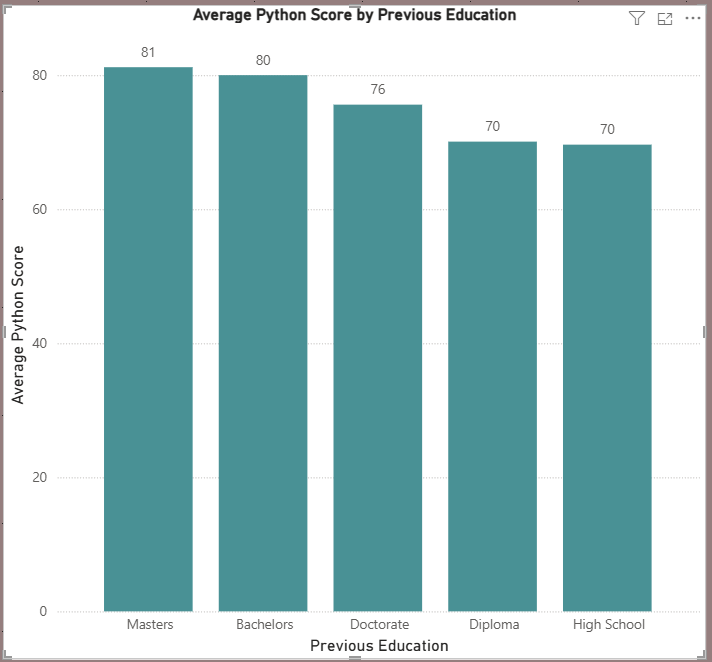 Average Python Score by Previous Education
81
80
76
70
70
80
60
40
20
0
Average Python Score
Masters
Bachelors
Doctorate
Diploma
High School
Previous Education